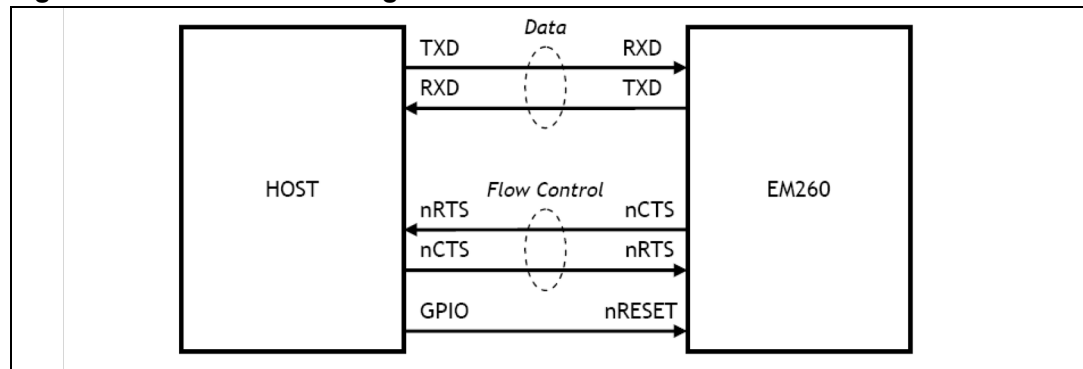 Data
TXD RXD
RXD TXD
HOST Flow Control EM260
nRTS nCTS
nCTS nRTS
GPIO nRESET